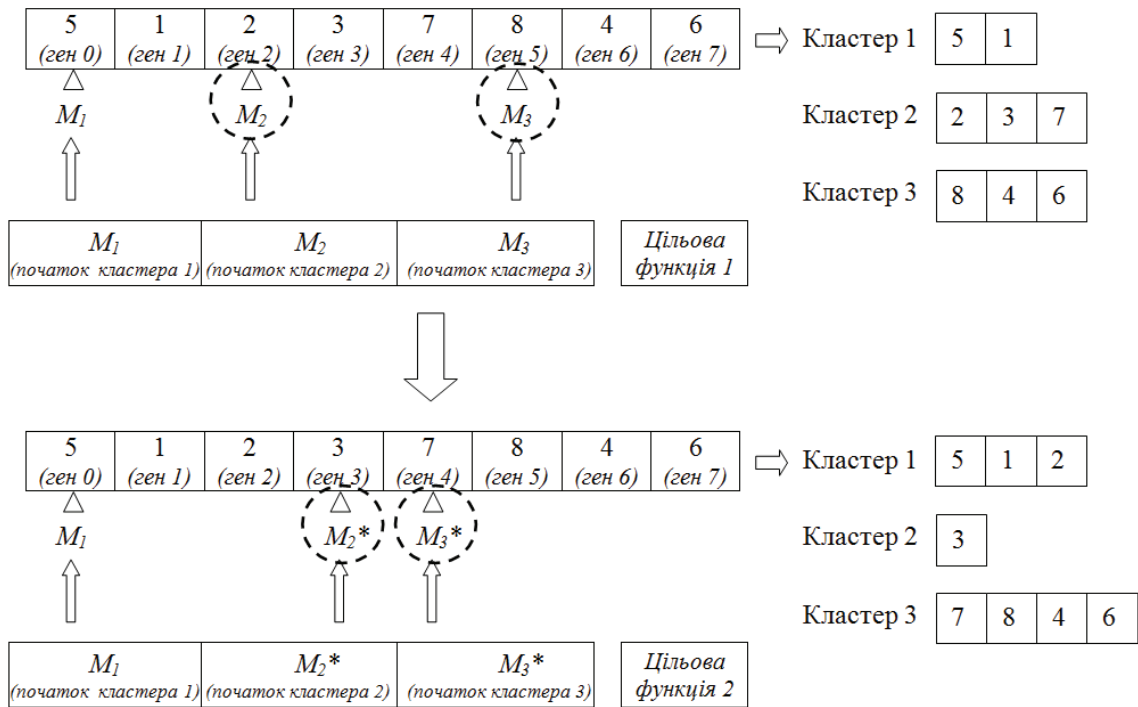 5 1 2 3 7 8 4 6
(ген 0) (ген 1) (ген 2) (ген 3) (ген 4) (ген 5) (ген 6) (ген 7)
Кластер 1 5 1
M1 M2 M3
Кластер 2 2 3 7
Кластер 3 8 4 6
M1 M2 M3 Цільова
(початок кластера 1) (початок кластера 2) (початок кластера 3) функція 1
5 1 2 3 7 8 4 6
(ген 0) (ген 1) (ген 2) (ген 3) (ген 4) (ген 5) (ген 6) (ген 7)
Кластер 1 5 1 2
M1 M2* M3*
Кластер 2 3
Кластер 3 7 8 4 6
M1 M2* M3* Цільова
(початок кластера 1) (початок кластера 2) (початок кластера 3) функція 2